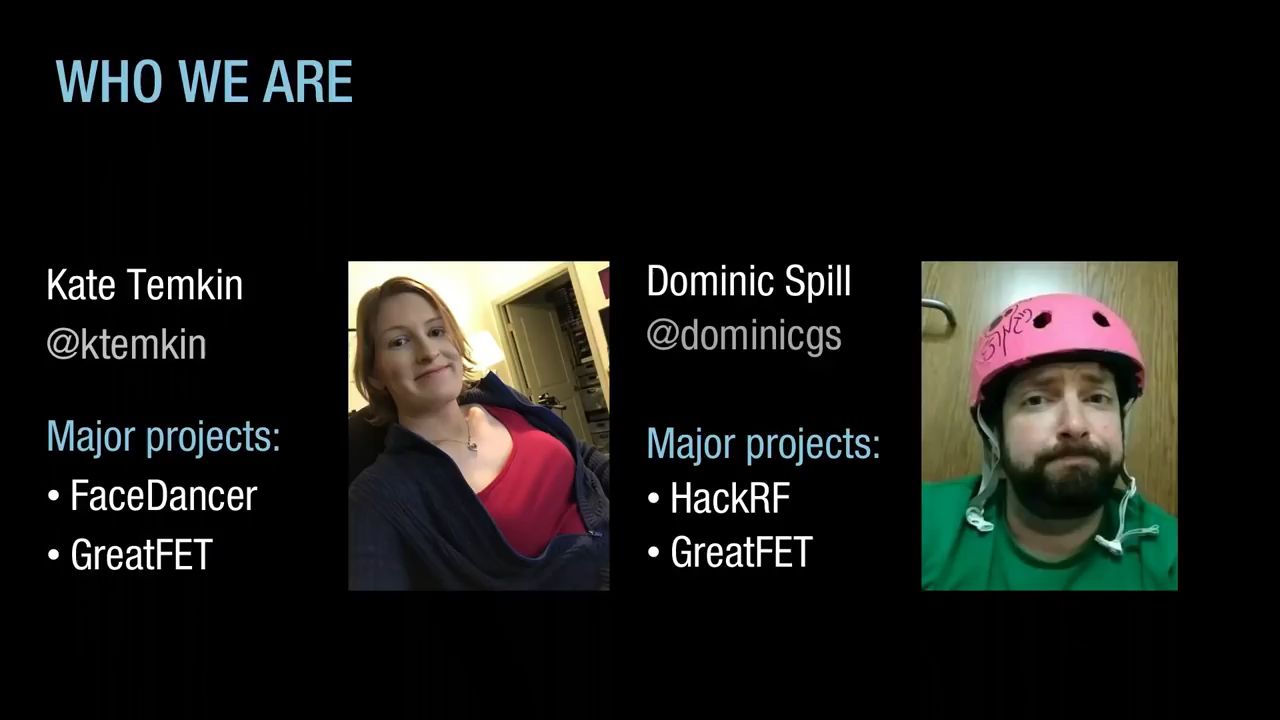 WHO WE ARE
Kate Temkin
@ktemkin
Major projects:
• FaceDancer
• GreatFET
Dominic Spill
@dominicgs
Major projects:
• HackRF
• GreatFET